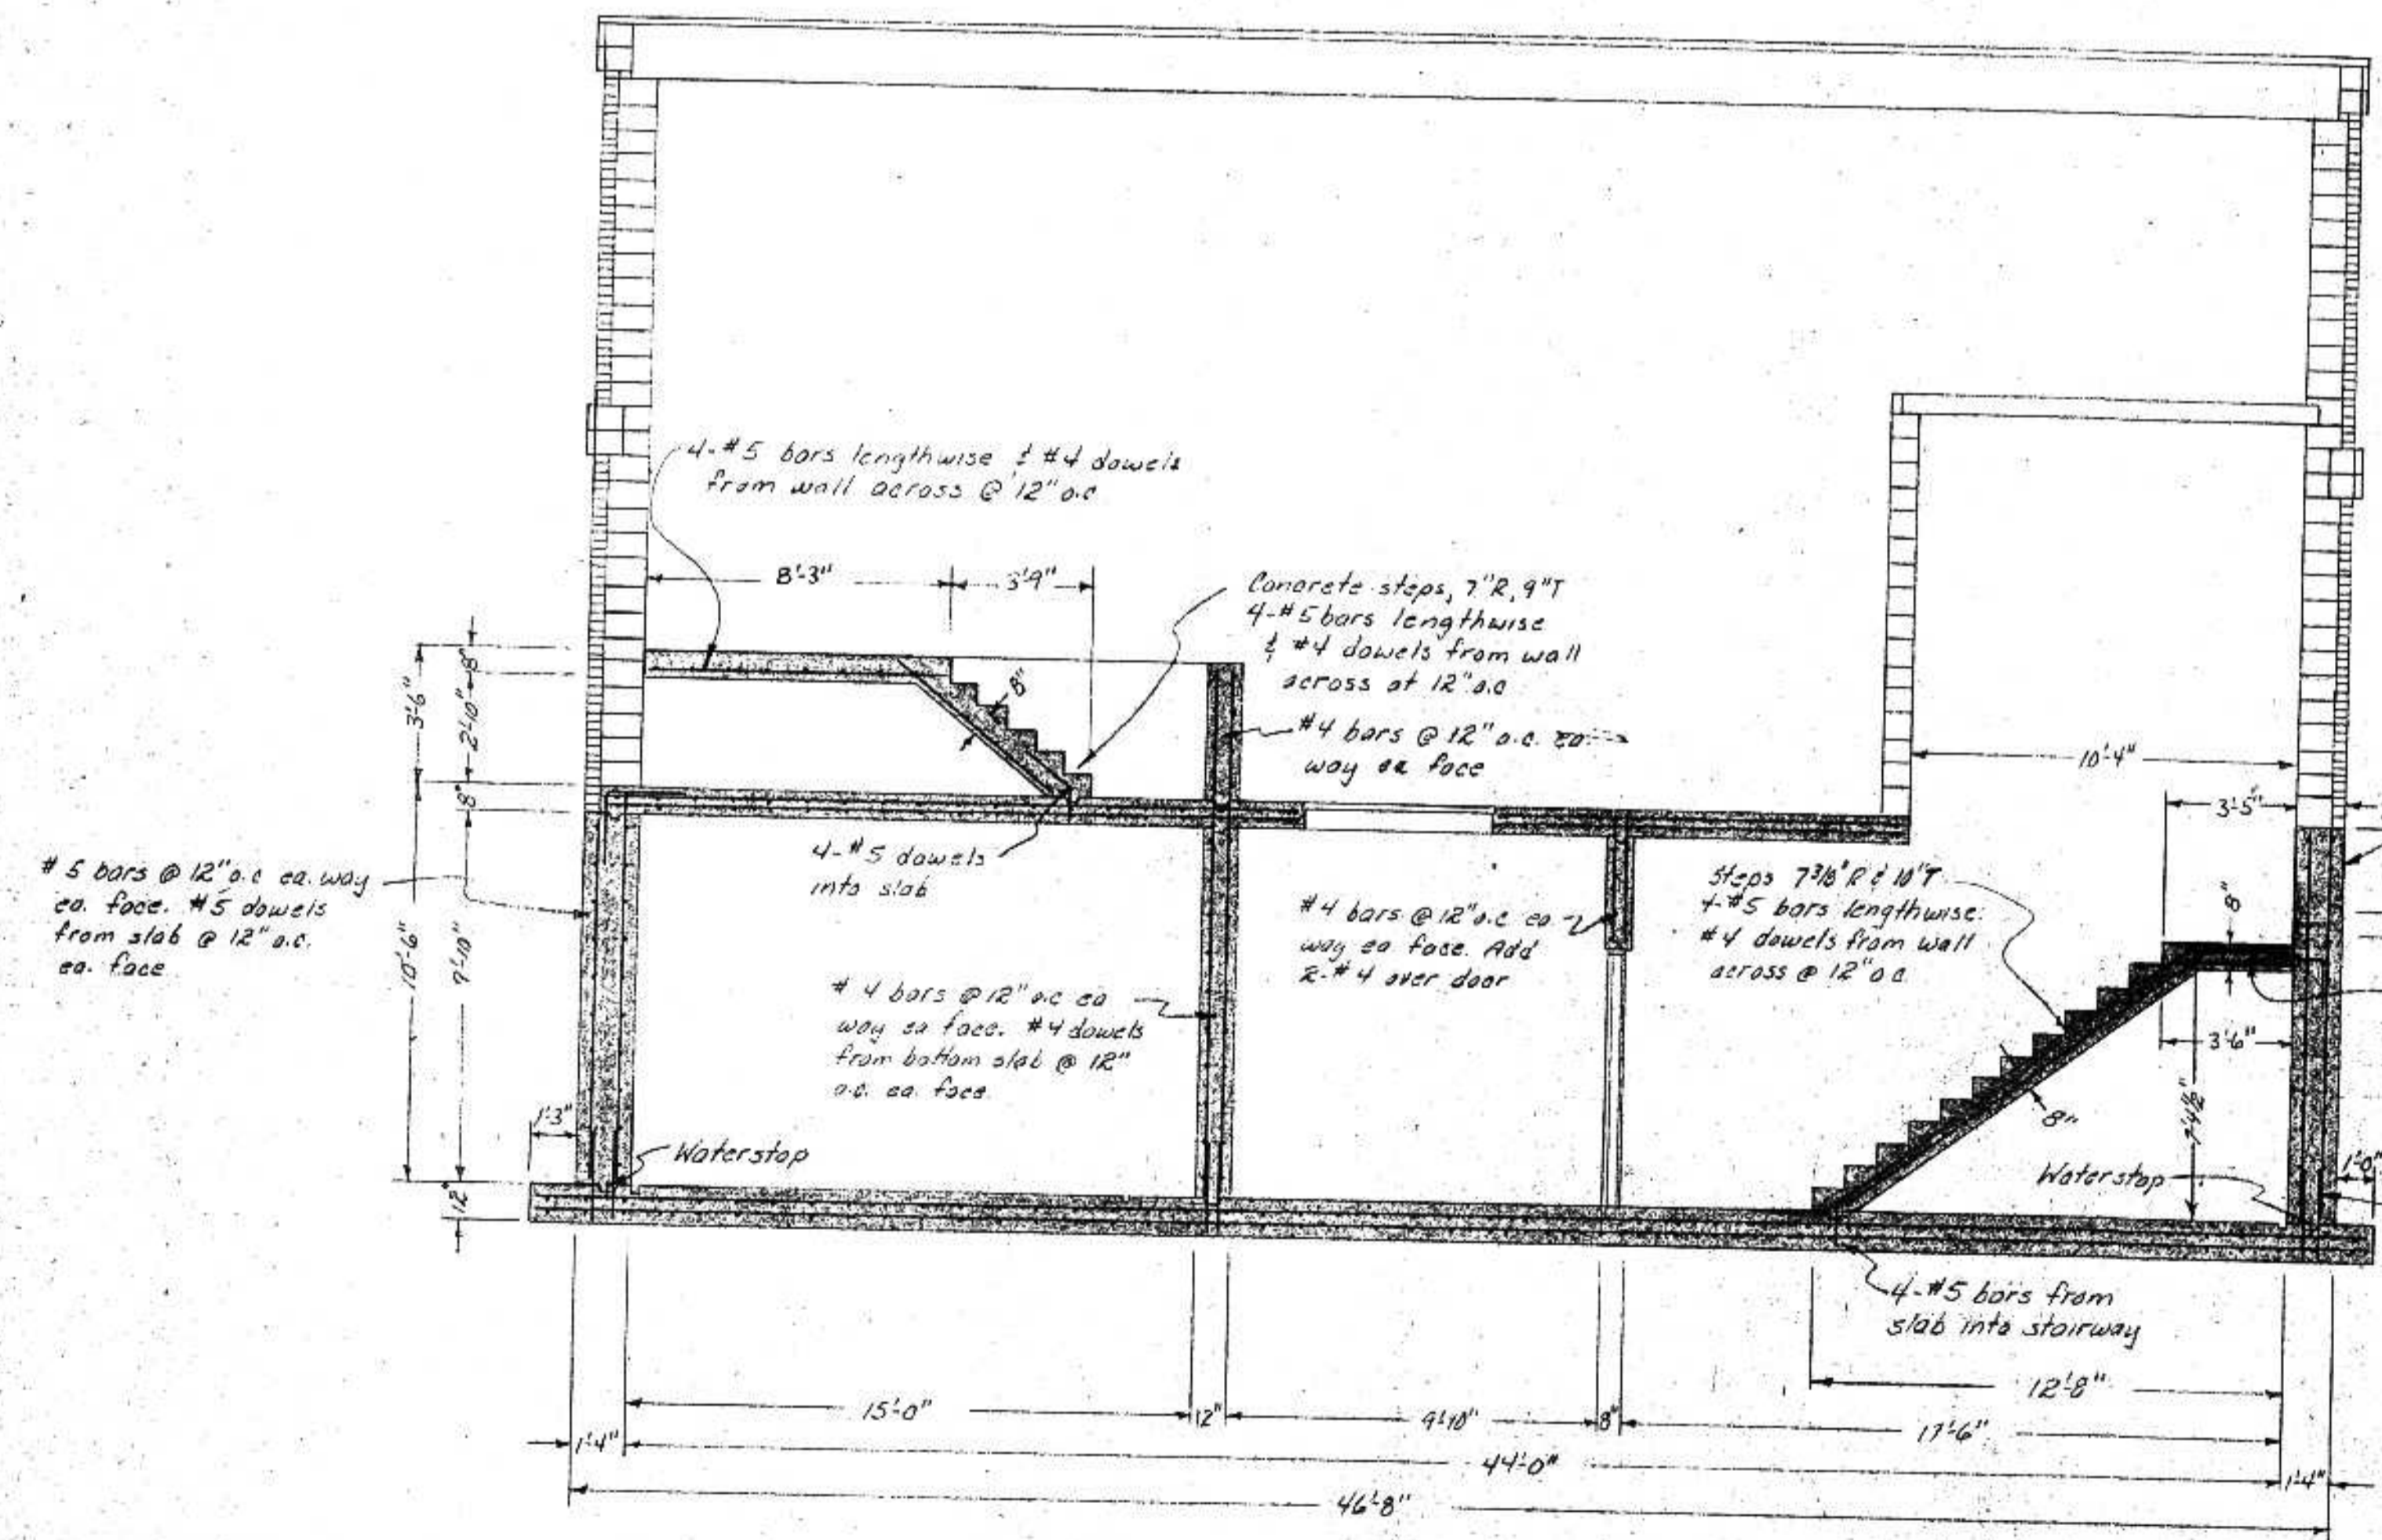 4-#5 bars lengthwise & #4 dowels
from wall across @ 12" o.c
8'-3"
3'-9"
Concrete steps, 7"R, 9"T
4-#5 bars lengthwise
& #4 dowels from wall
across at 12" o.c
8"
3'-6"
2'-10"
8"
#4 bars @ 12" o.c. ea.
way ea face
10'-4"
3'-5"
8"
4-#5 dowels
into slab
#5 bars @ 12" o.c ea. way
ea. face. #5 dowels
from slab @ 12" o.c.
ea. face
10'-6"
9'-10"
#4 bars @ 12" o.c ea
way ea face. Add
2-#4 over door
Steps 7 3/8" R & 10"T
4-#5 bars lengthwise.
#4 dowels from wall
across @ 12" o.c
8"
#4 bars @ 12" o.c ea
way ea face. #4 dowels
from bottom slab @ 12"
o.c. ea. face
3'-6"
8"
7'-4½"
1'-3"
Waterstop
Waterstop
1'-0"
12"
4-#5 bars from
slab into stairway
12'-8"
15'-0"
12"
9'-10"
8"
17'-6"
1'-4"
44'-0"
1'-4"
46'-8"